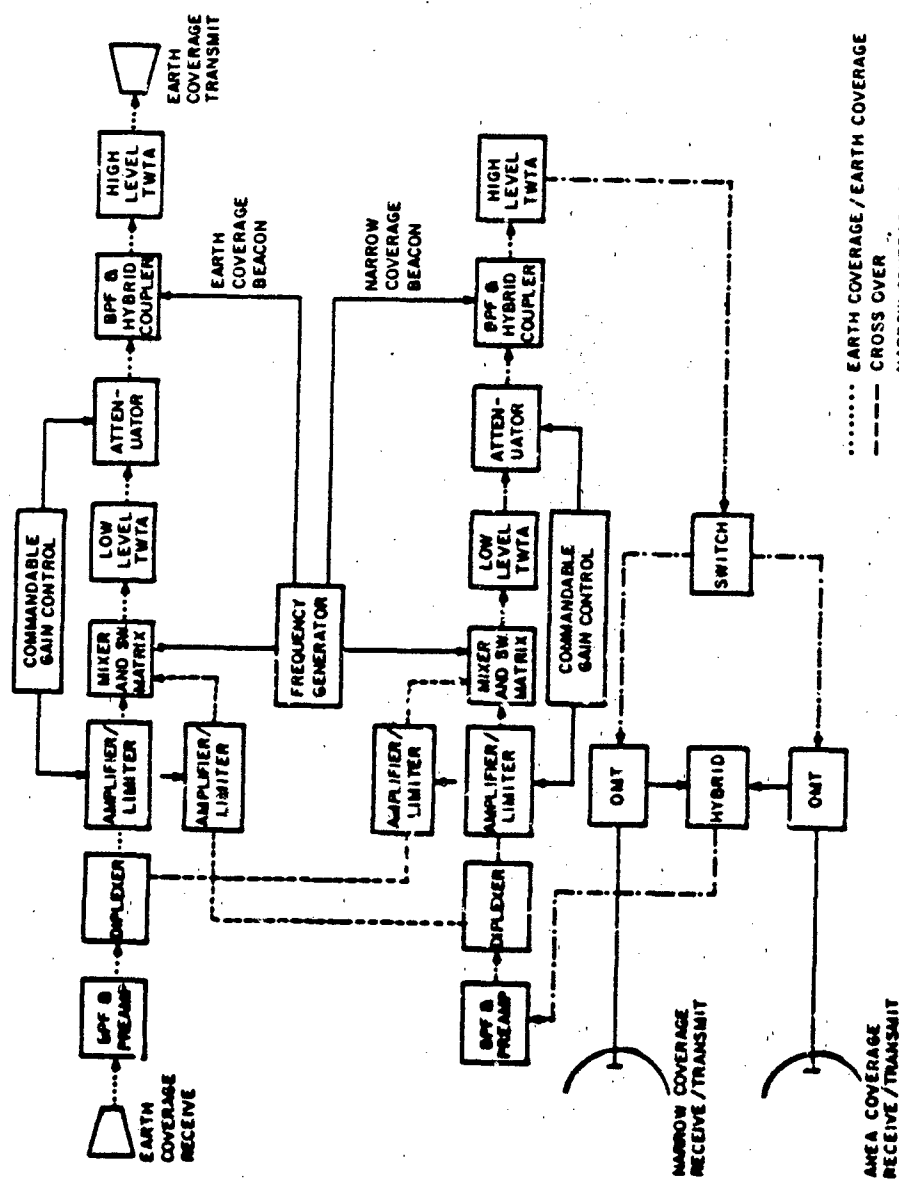 EARTH
COVERAGE
RECEIVE
BPF &
PREAMP
DIPLEXER
AMPLIFIER/
LIMITER
AMPLIFIER/
LIMITER
COMMANDABLE
GAIN CONTROL
MIXER
AND SW.
MATRIX
LOW
LEVEL
TWTA
ATTEN-
UATOR
BPF &
HYBRID
COUPLER
HIGH
LEVEL
TWTA
EARTH
COVERAGE
TRANSMIT
EARTH
COVERAGE
BEACON
FREQUENCY
GENERATOR
NARROW
COVERAGE
BEACON
BPF &
PREAMP
DIPLEXER
AMPLIFIER/
LIMITER
AMPLIFIER/
LIMITER
MIXER
AND SW.
MATRIX
LOW
LEVEL
TWTA
ATTEN-
UATOR
BPF &
HYBRID
COUPLER
HIGH
LEVEL
TWTA
COMMANDABLE
GAIN CONTROL
OMT
HYBRID
OMT
SWITCH
NARROW COVERAGE
RECEIVE/TRANSMIT
AREA COVERAGE
RECEIVE/TRANSMIT
EARTH COVERAGE/EARTH COVERAGE
CROSS OVER